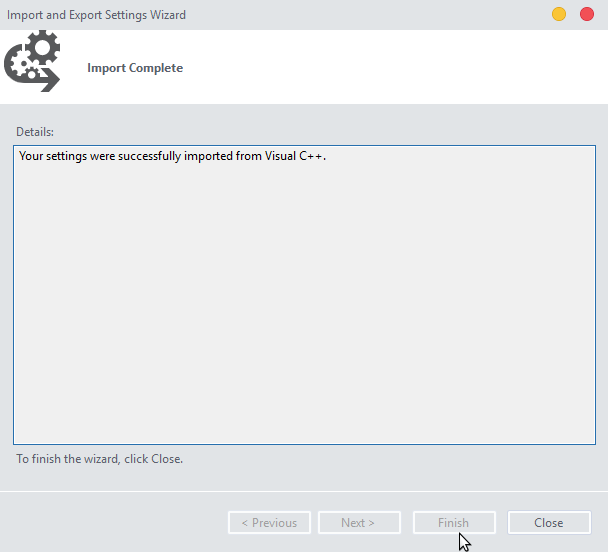 Import and Export Settings Wizard
Import Complete
Details:
Your settings were successfully imported from Visual C++.
To finish the wizard, click Close.
< Previous
Next >
Finish
Close